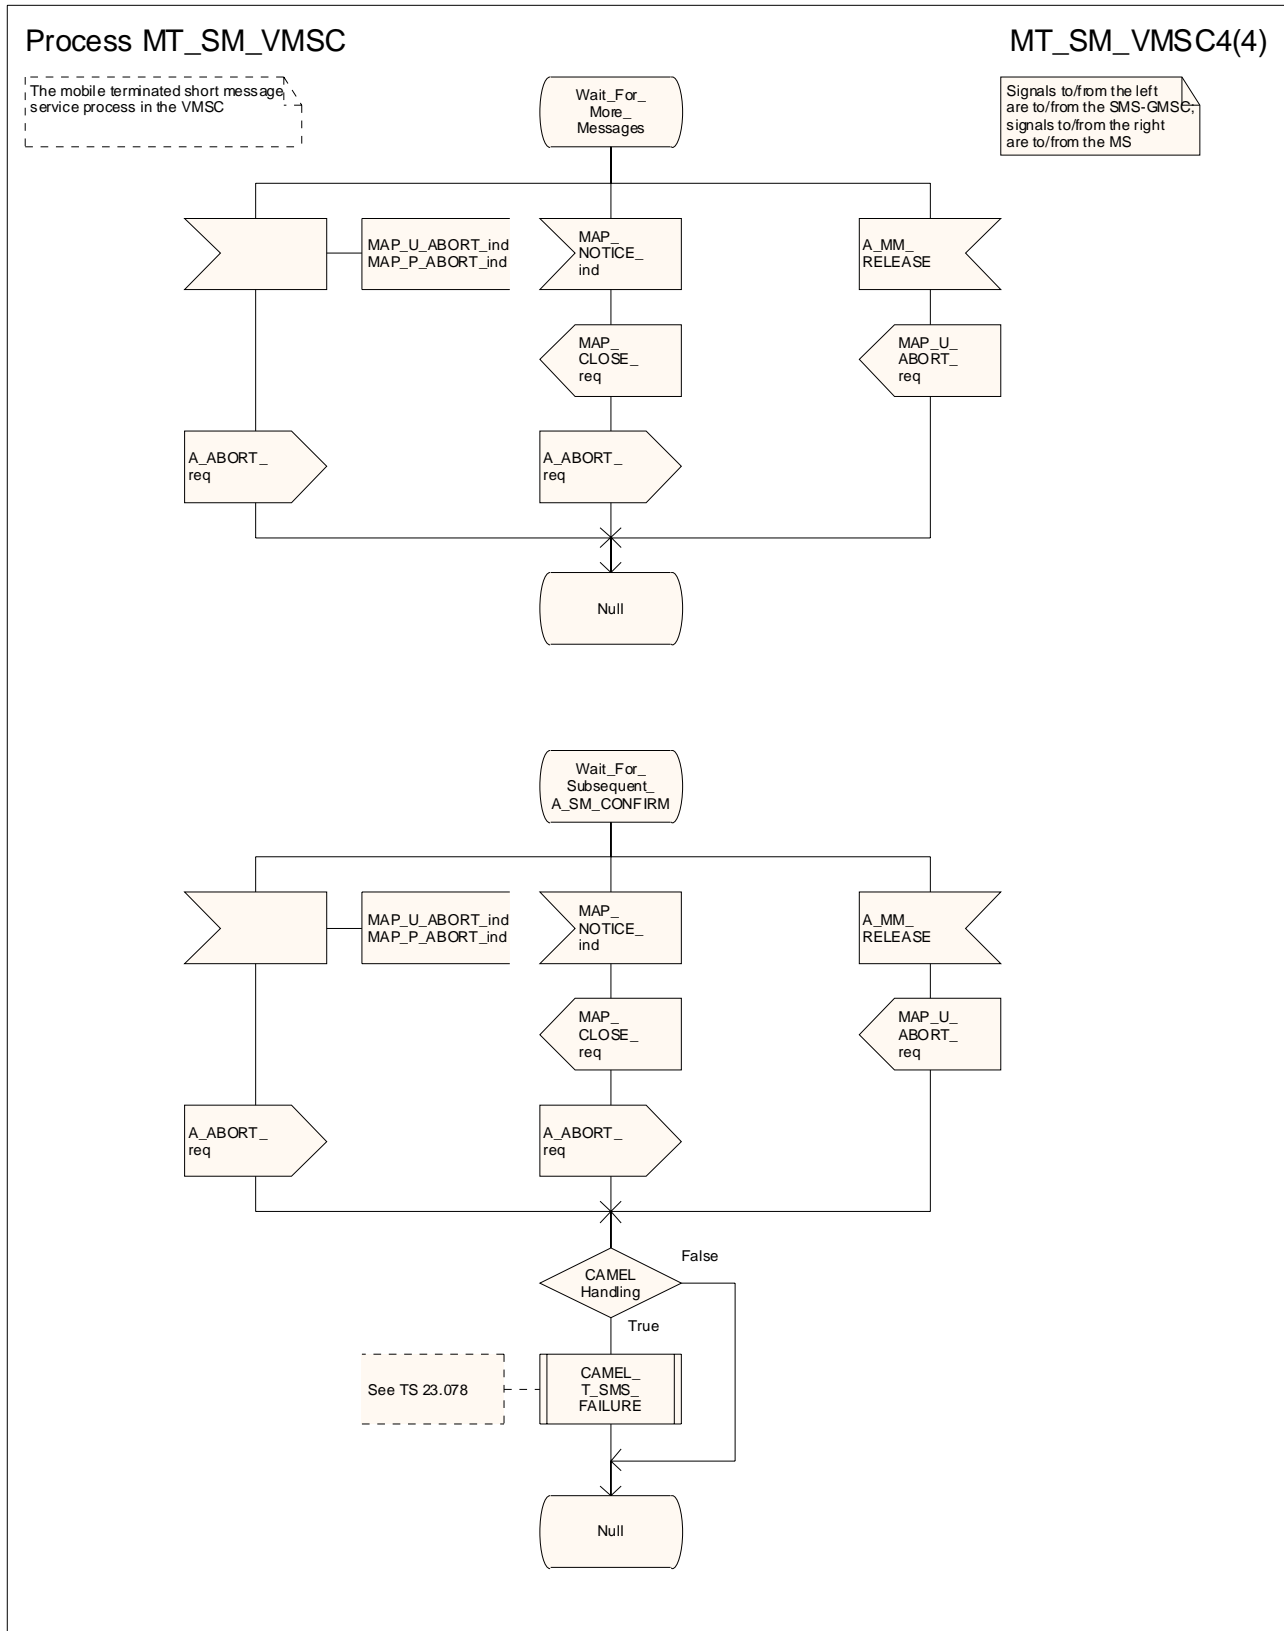 Process MT_SM_VMSC
MT_SM_VMSC4(4)
The mobile terminated short message
service process in the VMSC
Signals to/from the left
are to/from the SMS-GMSC;
signals to/from the right
are to/from the MS
Wait_For_
More_
Messages
MAP_U_ABORT_ind
MAP_P_ABORT_ind
MAP_
NOTICE_
ind
A_MM_
RELEASE
MAP_
CLOSE_
req
MAP_U_
ABORT_
req
A_ABORT_
req
A_ABORT_
req
Null
Wait_For_
Subsequent_
A_SM_CONFIRM
MAP_U_ABORT_ind
MAP_P_ABORT_ind
MAP_
NOTICE_
ind
A_MM_
RELEASE
MAP_
CLOSE_
req
MAP_U_
ABORT_
req
A_ABORT_
req
A_ABORT_
req
False
CAMEL
Handling
True
See TS 23.078
CAMEL_
T_SMS_
FAILURE
Null